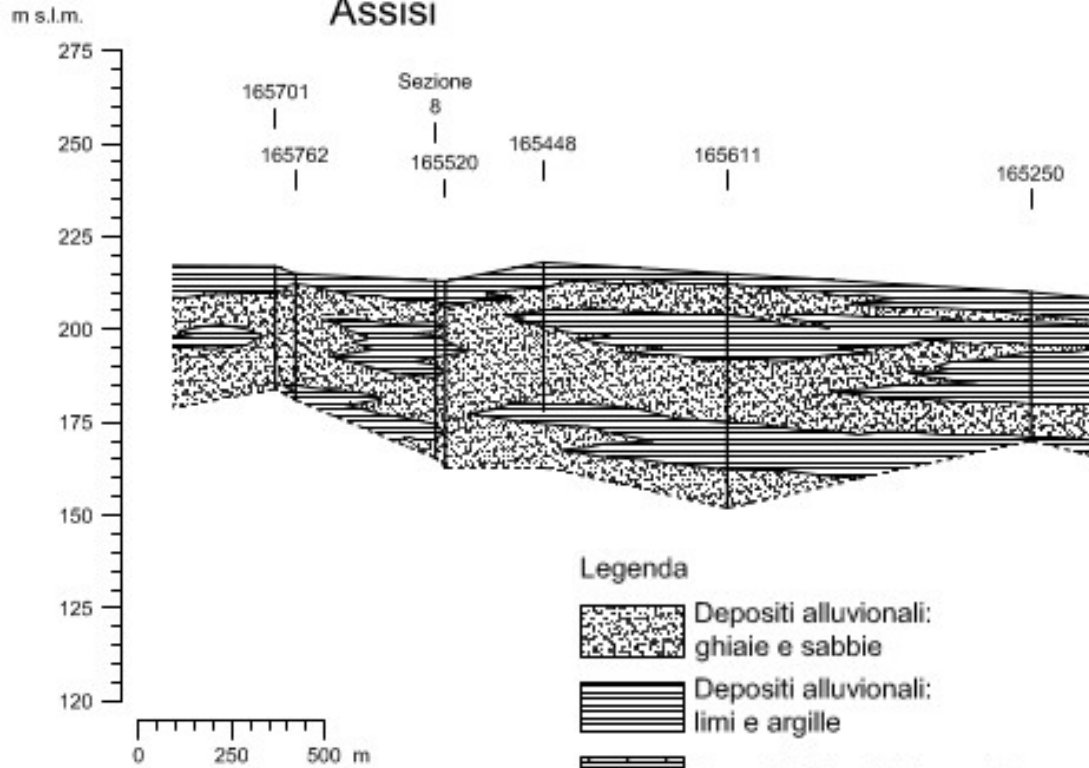 Assisi
m s.l.m.
275
250
225
200
175
150
125
120
165701
165762
Sezione
8
165520
165448
165611
165250
0 250 500 m
Legenda
Depositi alluvionali:
ghiaie e sabbie
Depositi alluvionali:
limi e argille